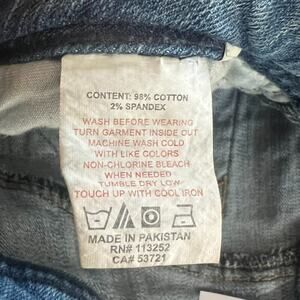 CONTENT: 98% COTTON
2% SPANDEX
WASH BEFORE WEARING
TURN GARMENT INSIDE OUT
MACHINE WASH COLD
WITH LIKE COLORS
NON-CHLORINE BLEACH
WHEN NEEDED
TUMBLE DRY LOW
TOUCH UP WITH COOL IRON
MADE IN PAKISTAN
RN# 113252
CA# 53721